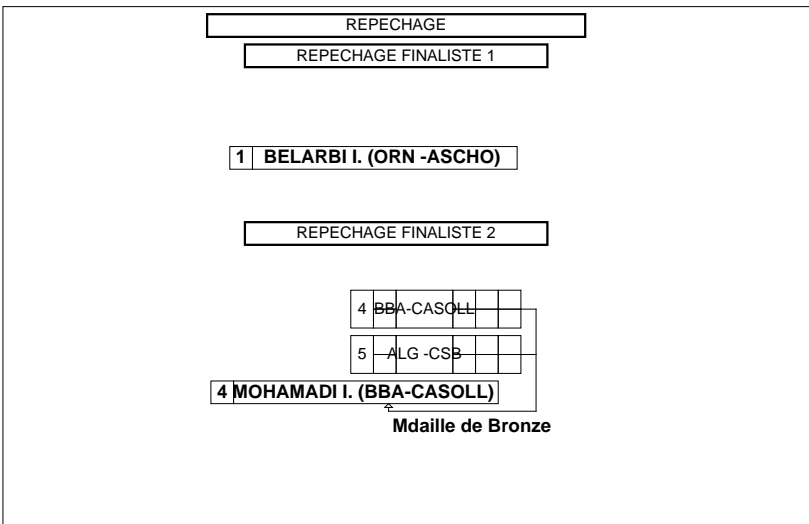 REPECHAGE
REPECHAGE FINALISTE 1
1 BELARBI I. (ORN -ASCHO)
REPECHAGE FINALISTE 2
4 BBA-CASOLL
5 ALG -CSB
4 MOHAMADI I. (BBA-CASOLL)
Mdaille de Bronze